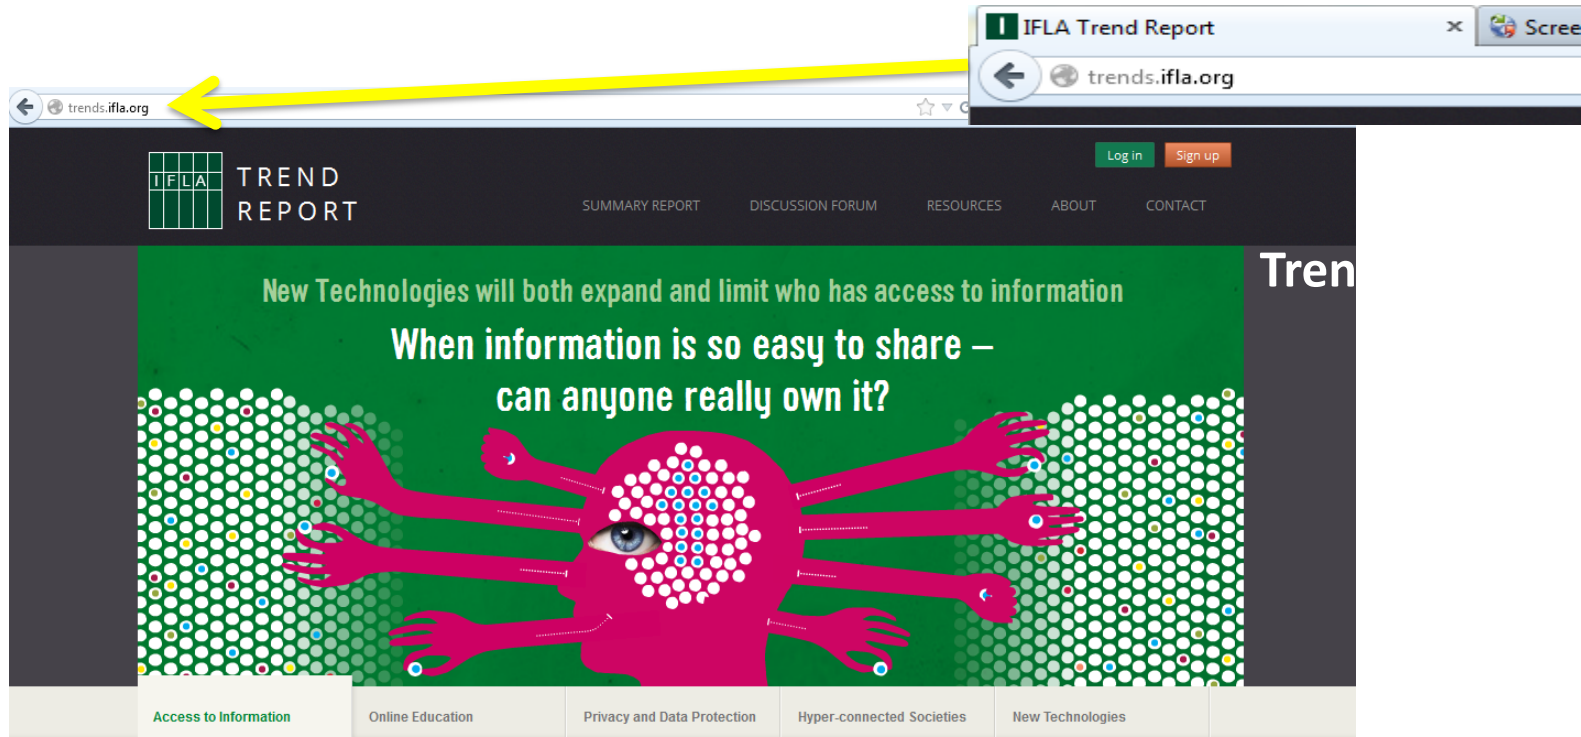 IFLA Trend Report
Scree
trends.ifla.org
trends.ifla.org
Log in
Sign up
IFLA
TREND
REPORT
SUMMARY REPORT
DISCUSSION FORUM
RESOURCES
ABOUT
CONTACT
Tren
New Technologies will both expand and limit who has access to information
When information is so easy to share –
can anyone really own it?
Access to Information
Online Education
Privacy and Data Protection
Hyper-connected Societies
New Technologies